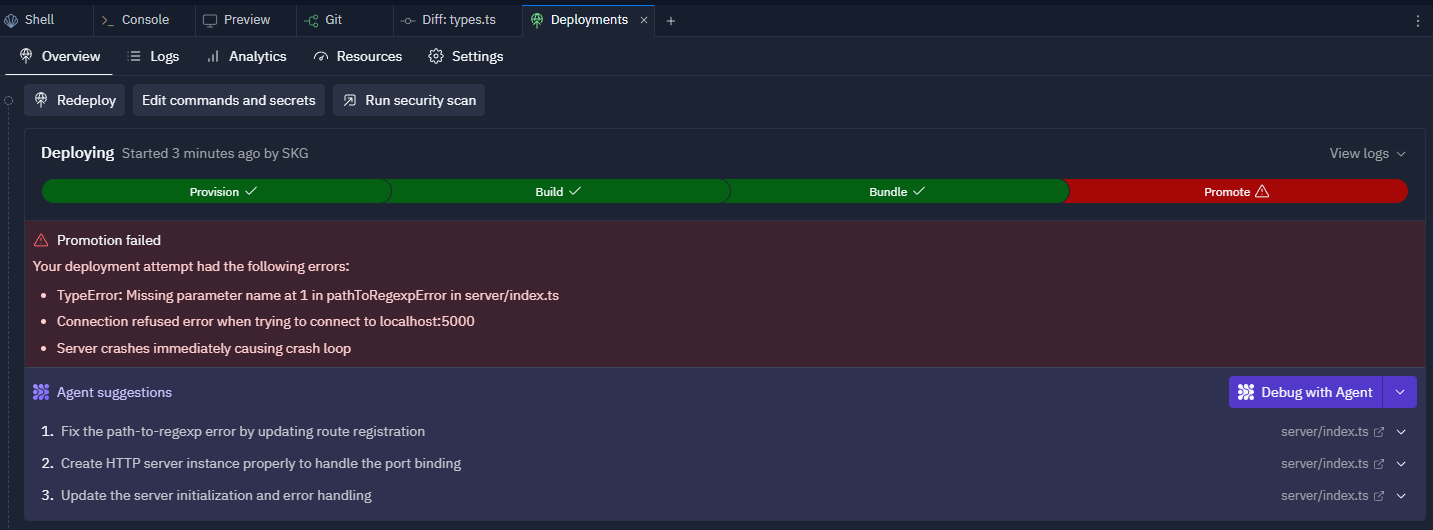 Shell Console Preview Git Diff: types.ts Deployments × +
Overview Logs Analytics Resources Settings
Redeploy Edit commands and secrets Run security scan
Deploying Started 3 minutes ago by SKG View logs
Provision Build Bundle Promote
Promotion failed
Your deployment attempt had the following errors:
• TypeError: Missing parameter name at 1 in pathToRegexpError in server/index.ts
• Connection refused error when trying to connect to localhost:5000
• Server crashes immediately causing crash loop
Agent suggestions Debug with Agent
1. Fix the path-to-regexp error by updating route registration server/index.ts
2. Create HTTP server instance properly to handle the port binding server/index.ts
3. Update the server initialization and error handling server/index.ts